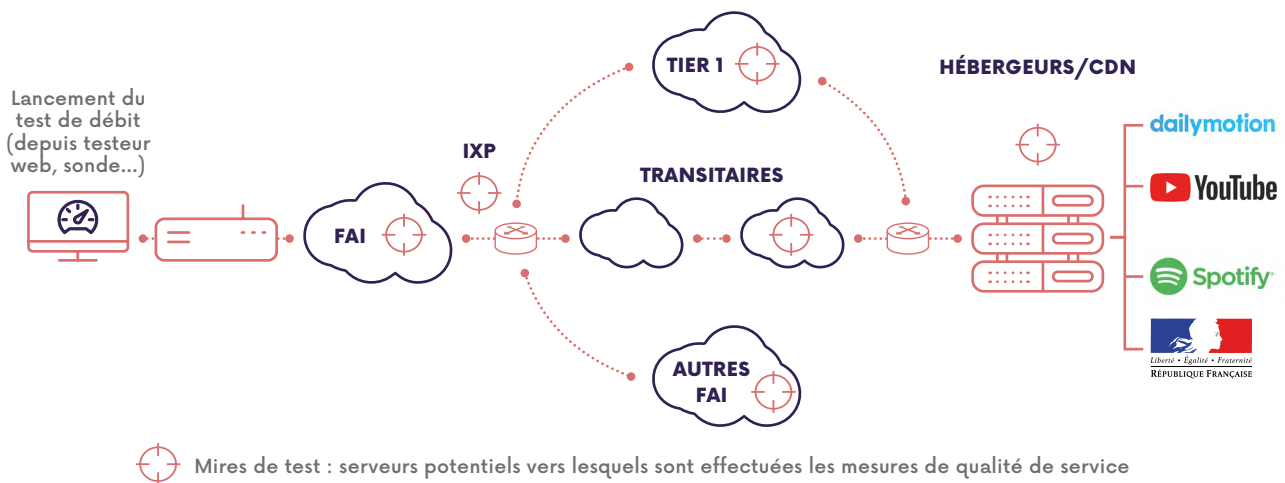 Lancement du
test de débit
(depuis testeur
web, sonde...)
FAI
IXP
TIER 1
TRANSITAIRES
AUTRES
FAI
HÉBERGEURS/CDN
dailymotion
YouTube
Spotify
Liberté • Égalité • Fraternité
RÉPUBLIQUE FRANÇAISE
Mires de test : serveurs potentiels vers lesquels sont effectuées les mesures de qualité de service